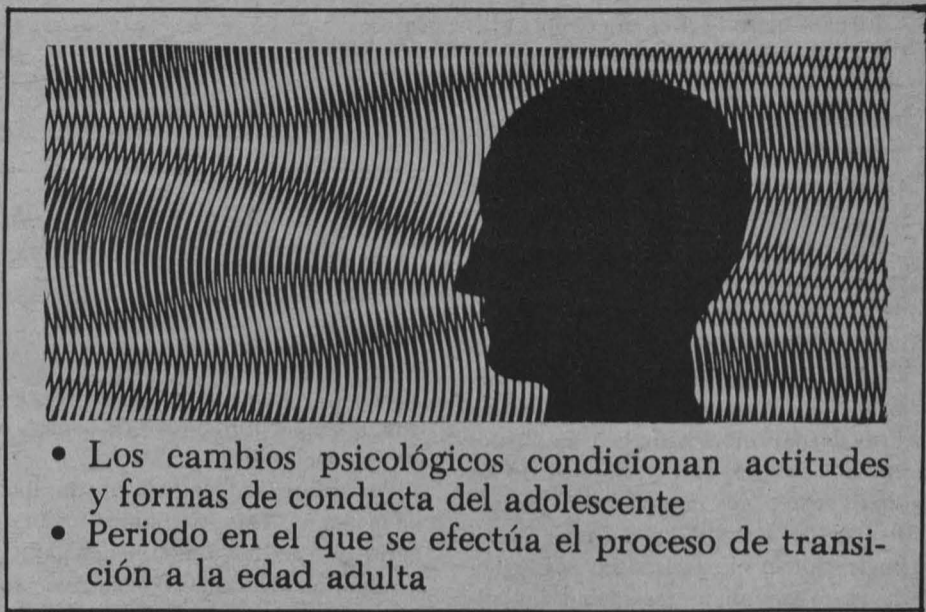 • Los cambios psicológicos condicionan actitudes
y formas de conducta del adolescente
• Periodo en el que se efectúa el proceso de transi-
ción a la edad adulta